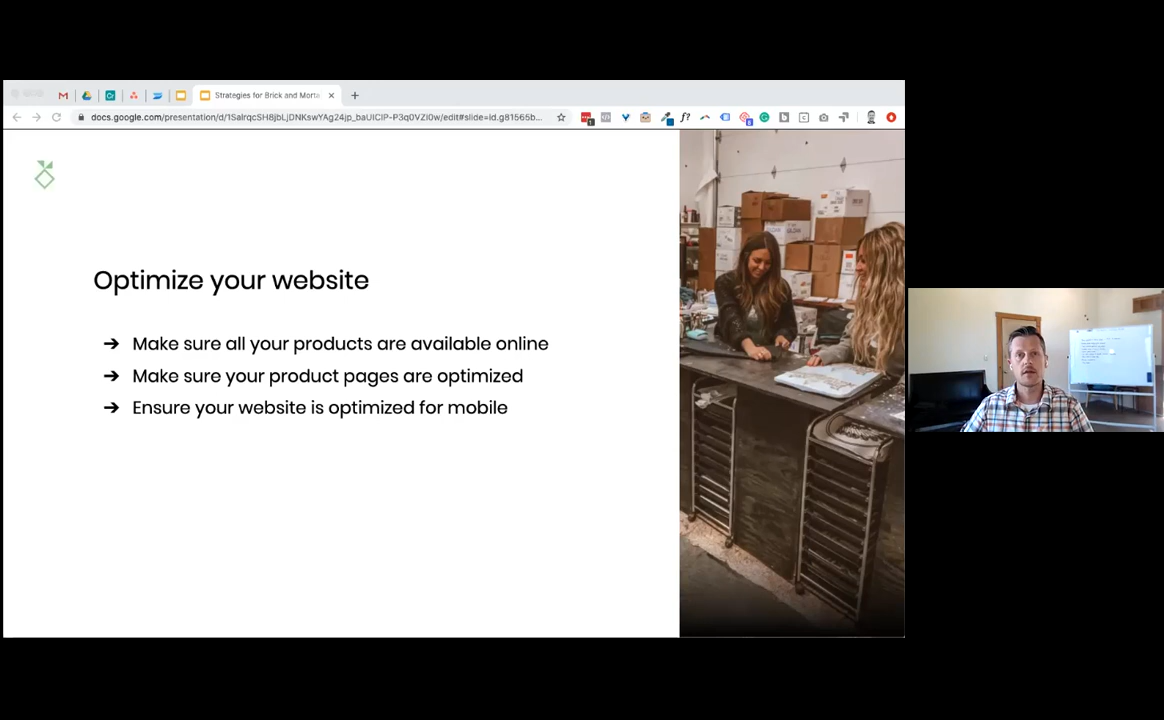 Strategies for Brick and Morta
docs.google.com/presentation/d/1SalrqcSH8jbLjDNKswYAg24jp_baUlClP-P3q0VZi0w/edit#slide=id.g81565b...
Optimize your website
➔ Make sure all your products are available online
➔ Make sure your product pages are optimized
➔ Ensure your website is optimized for mobile